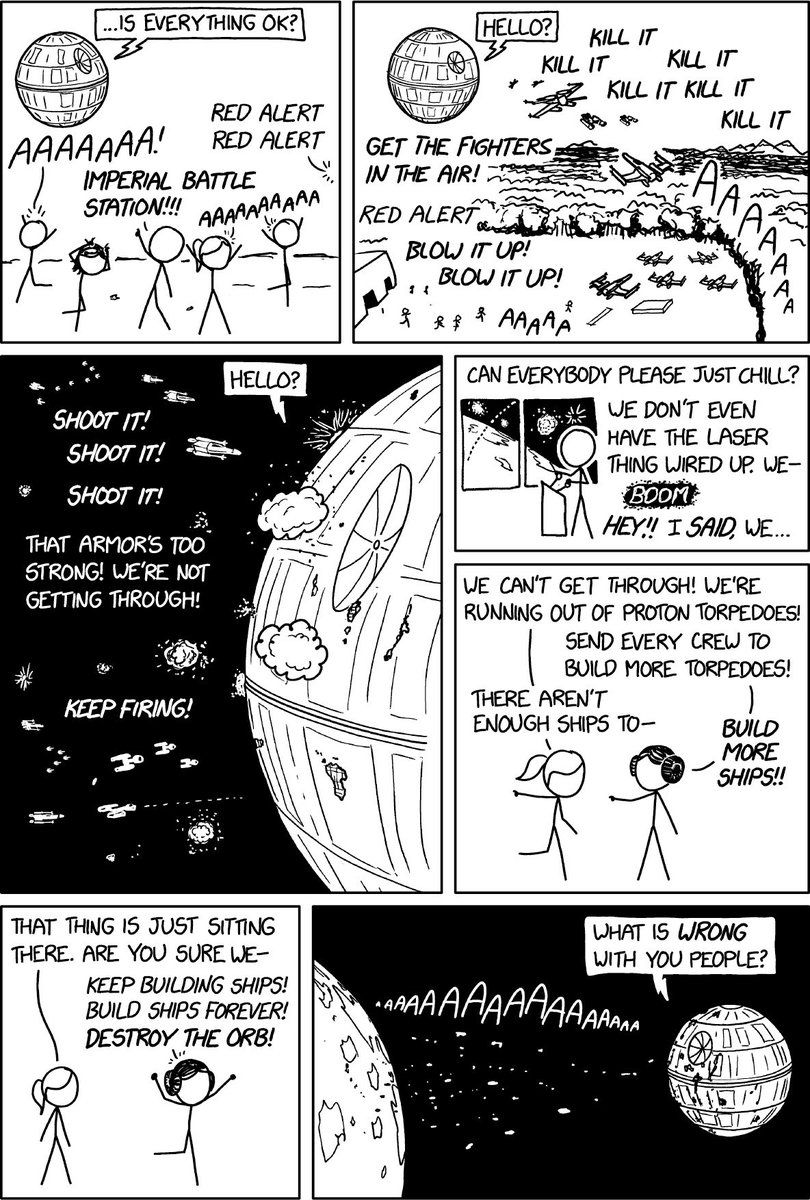 ...IS EVERYTHING OK?
RED ALERT
RED ALERT
AAAAAAA!
IMPERIAL BATTLE
STATION!!!
AAAAAAAAAA
HELLO?
KILL IT
KILL IT
KILL IT
KILL IT KILL IT
KILL IT
GET THE FIGHTERS
IN THE AIR!
AAAAAAAA
RED ALERT
BLOW IT UP!
BLOW IT UP!
AAAAA
HELLO?
SHOOT IT!
SHOOT IT!
SHOOT IT!
THAT ARMOR'S TOO
STRONG! WE'RE NOT
GETTING THROUGH!
KEEP FIRING!
CAN EVERYBODY PLEASE JUST CHILL?
WE DON'T EVEN
HAVE THE LASER
THING WIRED UP. WE–
BOOM
HEY!! I SAID, WE...
WE CAN'T GET THROUGH! WE'RE
RUNNING OUT OF PROTON TORPEDOES!
SEND EVERY CREW TO
BUILD MORE TORPEDOES!
THERE AREN'T
ENOUGH SHIPS TO–
BUILD
MORE
SHIPS!!
THAT THING IS JUST SITTING
THERE. ARE YOU SURE WE–
KEEP BUILDING SHIPS!
BUILD SHIPS FOREVER!
DESTROY THE ORB!
AAAAAAAAAAAAAAAAAAAA
WHAT IS WRONG
WITH YOU PEOPLE?